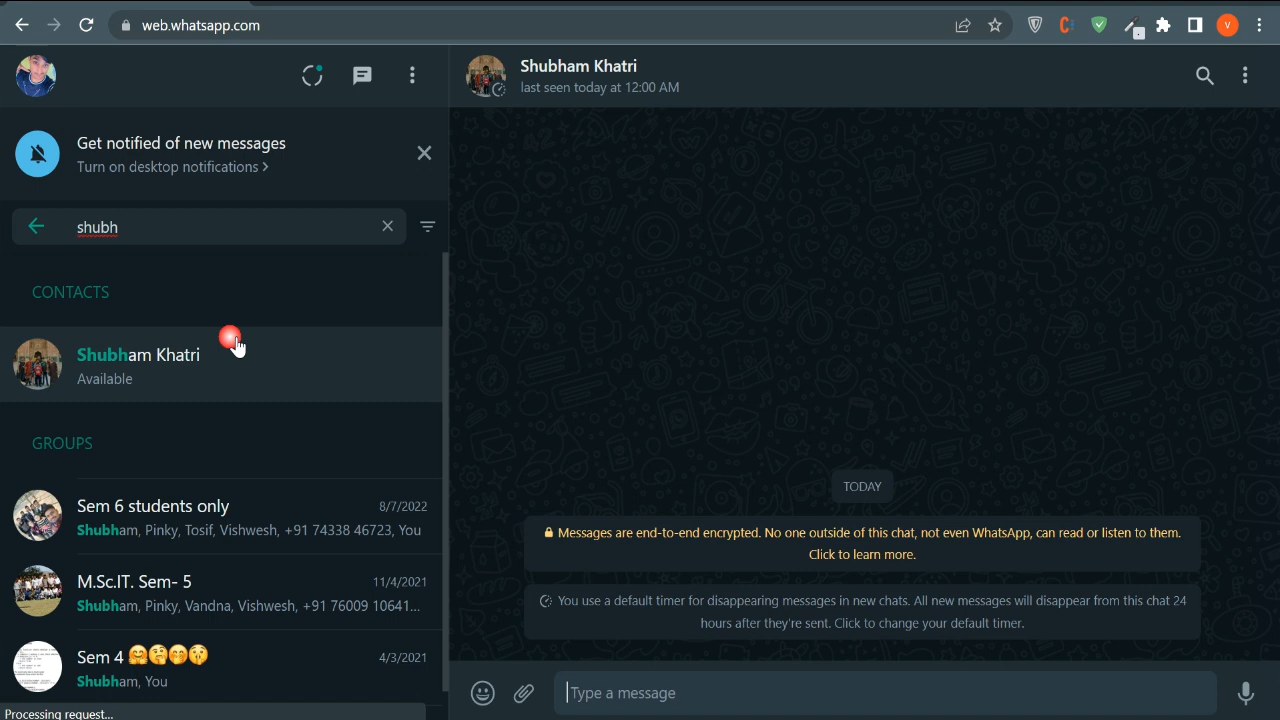 web.whatsapp.com
V
Shubham Khatri
last seen today at 12:00 AM
Get notified of new messages
Turn on desktop notifications >
shubh
CONTACTS
Shubham Khatri
Available
GROUPS
Sem 6 students only 8/7/2022
Shubham, Pinky, Tosif, Vishwesh, +91 74338 46723, You
M.Sc.IT. Sem- 5 11/4/2021
Shubham, Pinky, Vandna, Vishwesh, +91 76009 10641...
Sem 4 🤗🤔🤭😲 4/3/2021
Shubham, You
Processing request...
TODAY
Messages are end-to-end encrypted. No one outside of this chat, not even WhatsApp, can read or listen to them.
Click to learn more.
You use a default timer for disappearing messages in new chats. All new messages will disappear from this chat 24
hours after they're sent. Click to change your default timer.
Type a message